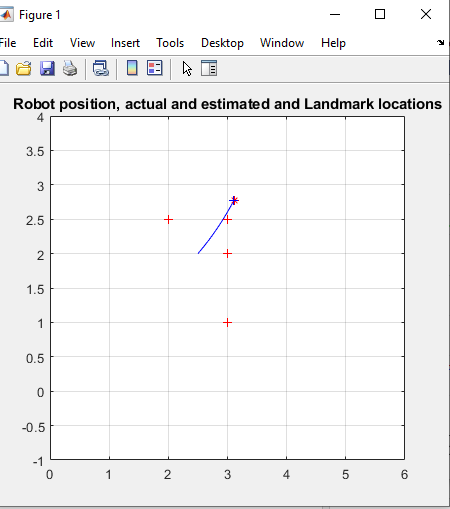 Figure 1
File Edit View Insert Tools Desktop Window Help
Robot position, actual and estimated and Landmark locations
4
3.5
3
2.5
2
1.5
1
0.5
0
-0.5
-1
0 1 2 3 4 5 6